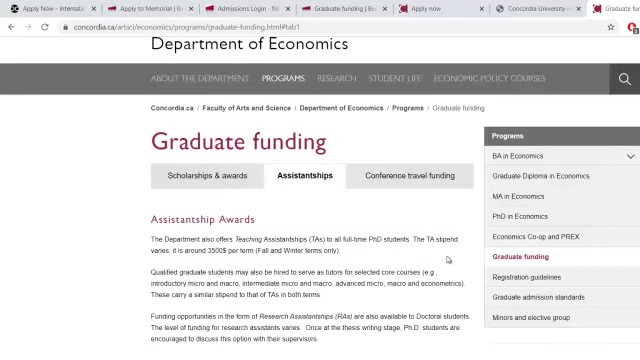 Apply Now - Internati
Apply to Memorial | Be
Admissions Login - Ne
Graduate funding | Be
Apply now
Concordia University I
Graduate fun
concordia.ca/artsci/economics/programs/graduate-funding.html#tab1
Department of Economics
ABOUT THE DEPARTMENT PROGRAMS RESEARCH STUDENT LIFE ECONOMIC POLICY COURSES
Concordia.ca / Faculty of Arts and Science / Department of Economics / Programs / Graduate funding
Graduate funding
Scholarships & awards
Assistantships
Conference travel funding
Assistantship Awards
The Department also offers Teaching Assistantships (TAs) to all full-time PhD students. The TA stipend
varies; it is around 3500$ per term (Fall and Winter terms only).
Qualified graduate students may also be hired to serve as tutors for selected core courses (e.g.,
introductory micro and macro, intermediate micro and macro, advanced micro, macro and econometrics).
These carry a similar stipend to that of TAs in both terms
Funding opportunities in the form of Research Assistantships (RAs) are also available to Doctoral students.
The level of funding for research assistants varies. Once at the thesis writing stage, Ph.D. students are
encouraged to discuss this option with their supervisors.
Programs
BA in Economics
Graduate Diploma in Economics
MA in Economics
PhD in Economics
Economics Co-op and PREX
Graduate funding
Registration guidelines
Graduate admission standards
Minors and elective group